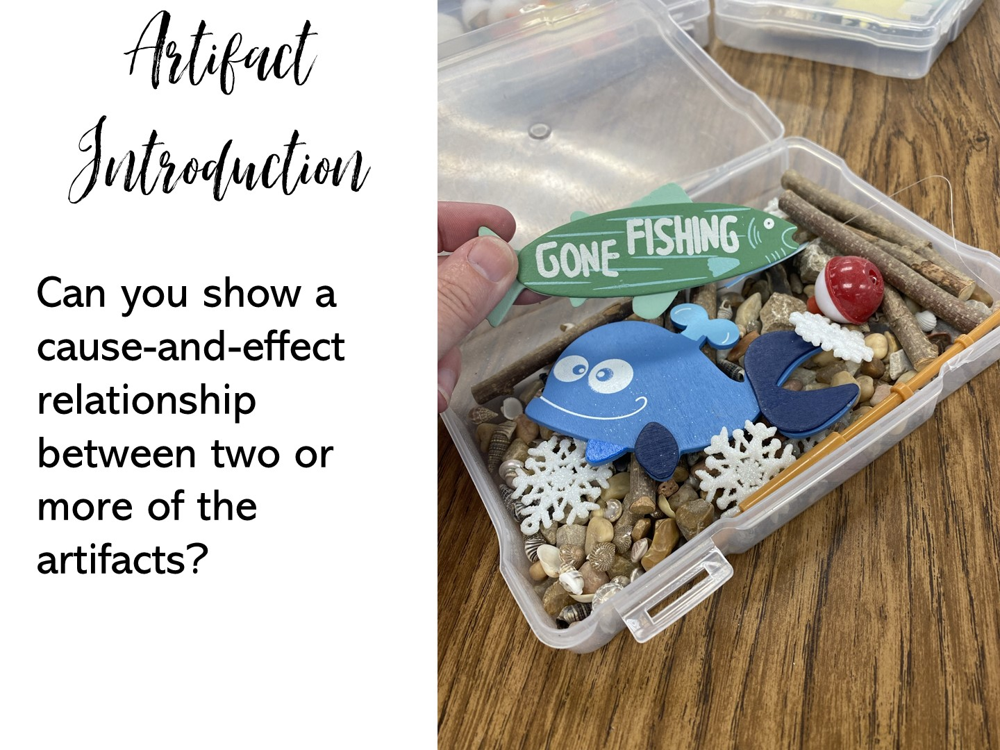 Artifact
Introduction
Can you show a
cause-and-effect
relationship
between two or
more of the
artifacts?
GONE FISHING